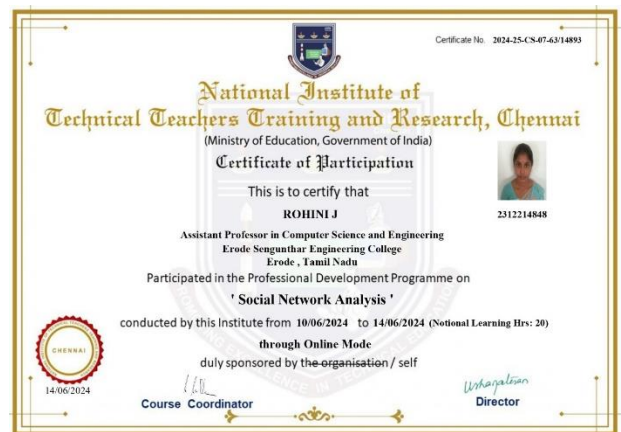 Certificate No. 2024-25-CS-07-63/14893
National Institute of
Technical Teachers Training and Research, Chennai
(Ministry of Education, Government of India)
Certificate of Participation
This is to certify that
ROHINI J
2312214848
Assistant Professor in Computer Science and Engineering
Erode Sengunthar Engineering College
Erode , Tamil Nadu
Participated in the Professional Development Programme on
' Social Network Analysis '
conducted by this Institute from 10/06/2024 to 14/06/2024 (Notional Learning Hrs: 20)
through Online Mode
duly sponsored by the organisation / self
CHENNAI
14/06/2024
Course Coordinator
Director